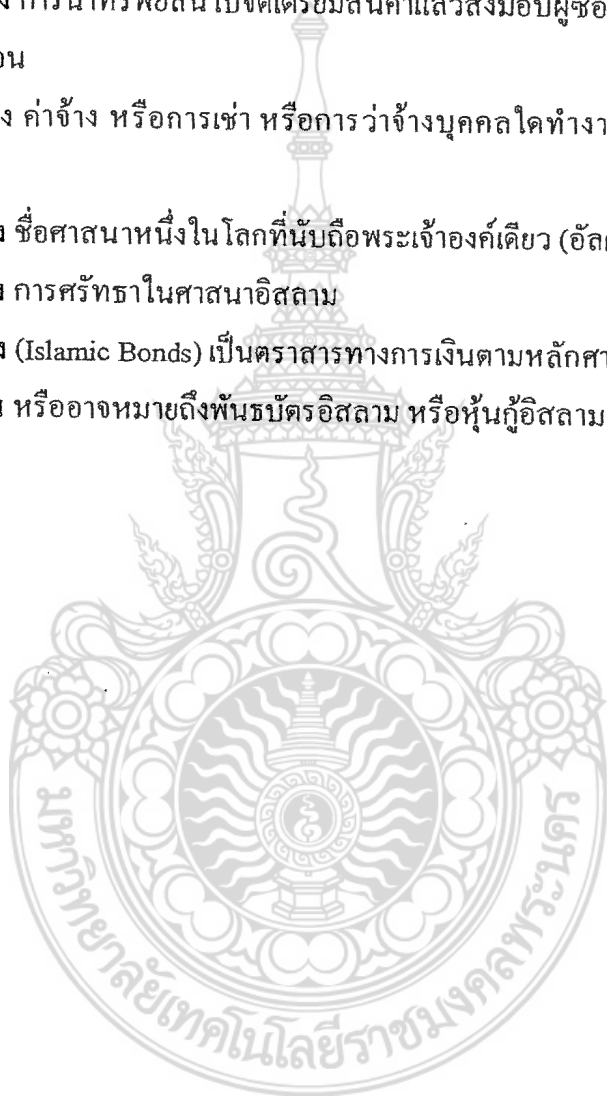 การนำทรัพย์สินไปจัดเตรียมสินค้าแล้วส่งมอบผู้ซื้อ
ง ค่าจ้าง หรือการเช่า หรือการว่าจ้างบุคคลใดทำงา
ง ชื่อศาสนาหนึ่งในโลกที่นับถือพระเจ้าองค์เดียว (อัล
ง การศรัทธาในศาสนาอิสลาม
ง (Islamic Bonds) เป็นตราสารทางการเงินตามหลักศา
หรืออาจหมายถึงพันธบัตรอิสลาม หรือหุ้นกู้อิสลาม
มหาวิทยาลัยเทคโนโลยีราชมงคลพระนคร